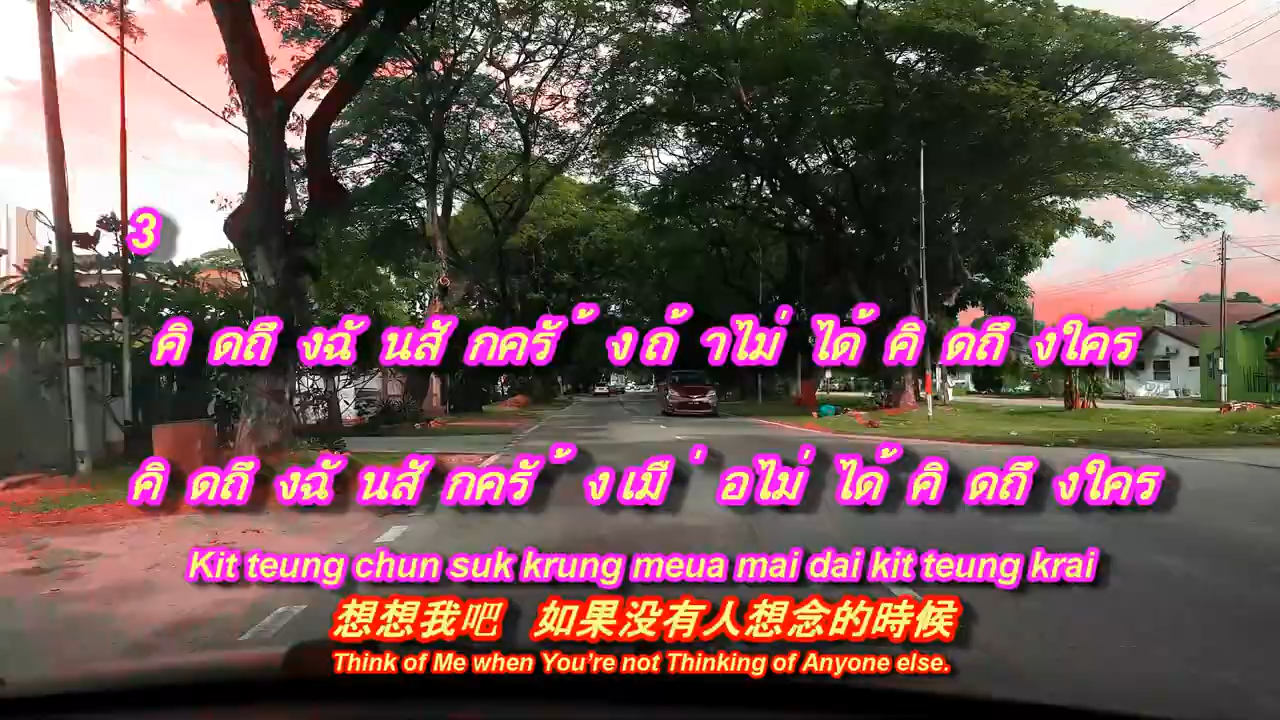 3
คิดถึงฉันสักครั้งถ้าไม่ได้คิดถึงใคร
คิดถึงฉันสักครั้งเมื่อไม่ได้คิดถึงใคร
Kit teung chun suk krung meua mai dai kit teung krai
想想我吧 如果没有人想念的時候
Think of Me when You’re not Thinking of Anyone else.